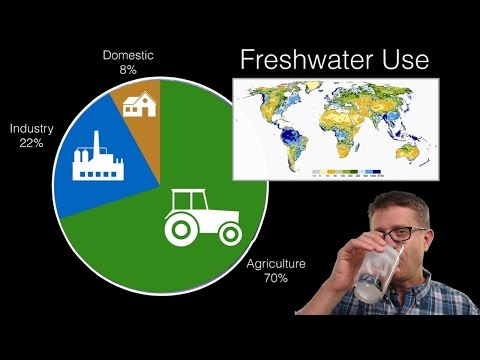 Freshwater Use
Domestic
8%
Industry
22%
Agriculture
70%